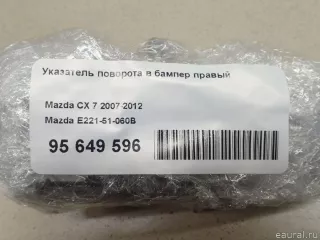 Указатель поворота в бампер правый
Mazda CX 7 2007-2012
Mazda E221-51-060B
95 649 596
eaural.ru